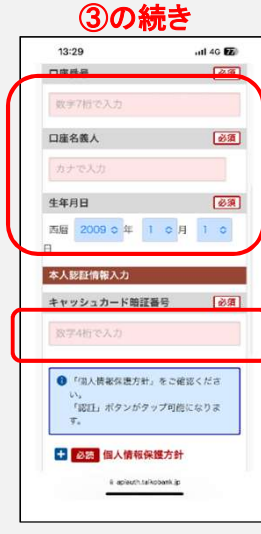 ③の続き
13:29
4G 77
口座番号 必須
数字7桁で入力
口座名義人 必須
カナで入力
生年月日 必須
西暦 2009 年 1 月 1
日
本人認証情報入力
キャッシュカード暗証番号 必須
数字4桁で入力
「個人情報保護方針」をご確認くださ
い。
「認証」ボタンがタップ可能になりま
す。
必読 個人情報保護方針
apiauth.taikobank.jp